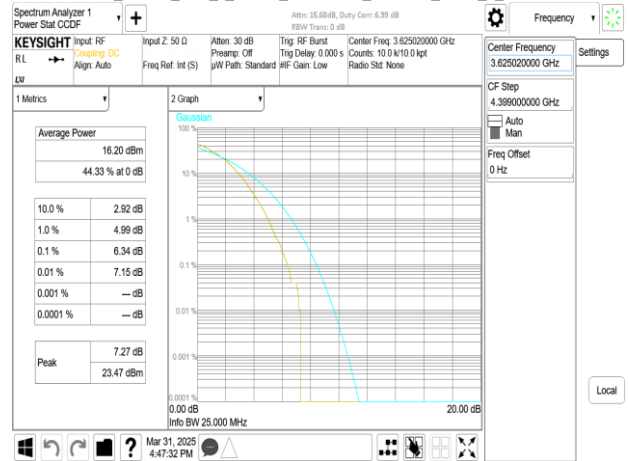 Spectrum Analyzer 1
Power Stat CCDF
Attn: 15.68dB, Duty Corr: 6.99 dB
RBW Trans: 0 dB
Frequency
KEYSIGHT
RL
LXI
Input: RF
Coupling: DC
Align: Auto
Input Z: 50 Ω
Freq Ref: Int (S)
Atten: 30 dB
Preamp: Off
µW Path: Standard
Trig: RF Burst
Trig Delay: 0.000 s
#IF Gain: Low
Center Freq: 3.625020000 GHz
Counts: 10.0 k/10.0 kpt
Radio Std: None
Center Frequency
3.625020000 GHz
Settings
CF Step
4.399000000 GHz
Auto
Man
Freq Offset
0 Hz
1 Metrics
Average Power
16.20 dBm
44.33 % at 0 dB
10.0 % 2.92 dB
1.0 % 4.99 dB
0.1 % 6.34 dB
0.01 % 7.15 dB
0.001 % --- dB
0.0001 % --- dB
Peak
7.27 dB
23.47 dBm
2 Graph
Gaussian
100 %
10 %
1 %
0.1 %
0.01 %
0.001 %
0.0001 %
0.00 dB 20.00 dB
Info BW 25.000 MHz
Local
?
Mar 31, 2025
4:47:32 PM